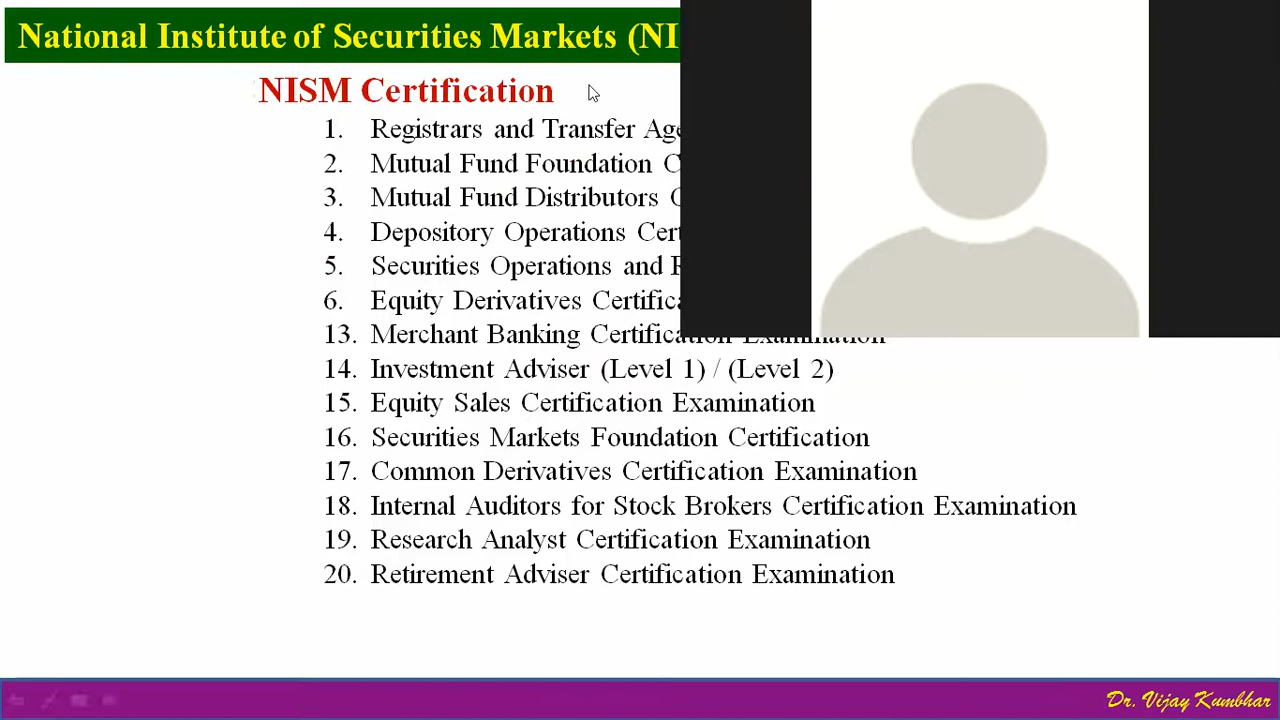 National Institute of Securities Markets (NI
NISM Certification
1. Registrars and Transfer Age
2. Mutual Fund Foundation C
3. Mutual Fund Distributors
4. Depository Operations Cert
5. Securities Operations and R
6. Equity Derivatives Certifica
13. Merchant Banking Certification Examination
14. Investment Adviser (Level 1) / (Level 2)
15. Equity Sales Certification Examination
16. Securities Markets Foundation Certification
17. Common Derivatives Certification Examination
18. Internal Auditors for Stock Brokers Certification Examination
19. Research Analyst Certification Examination
20. Retirement Adviser Certification Examination
Dr. Vijay Kumbhar